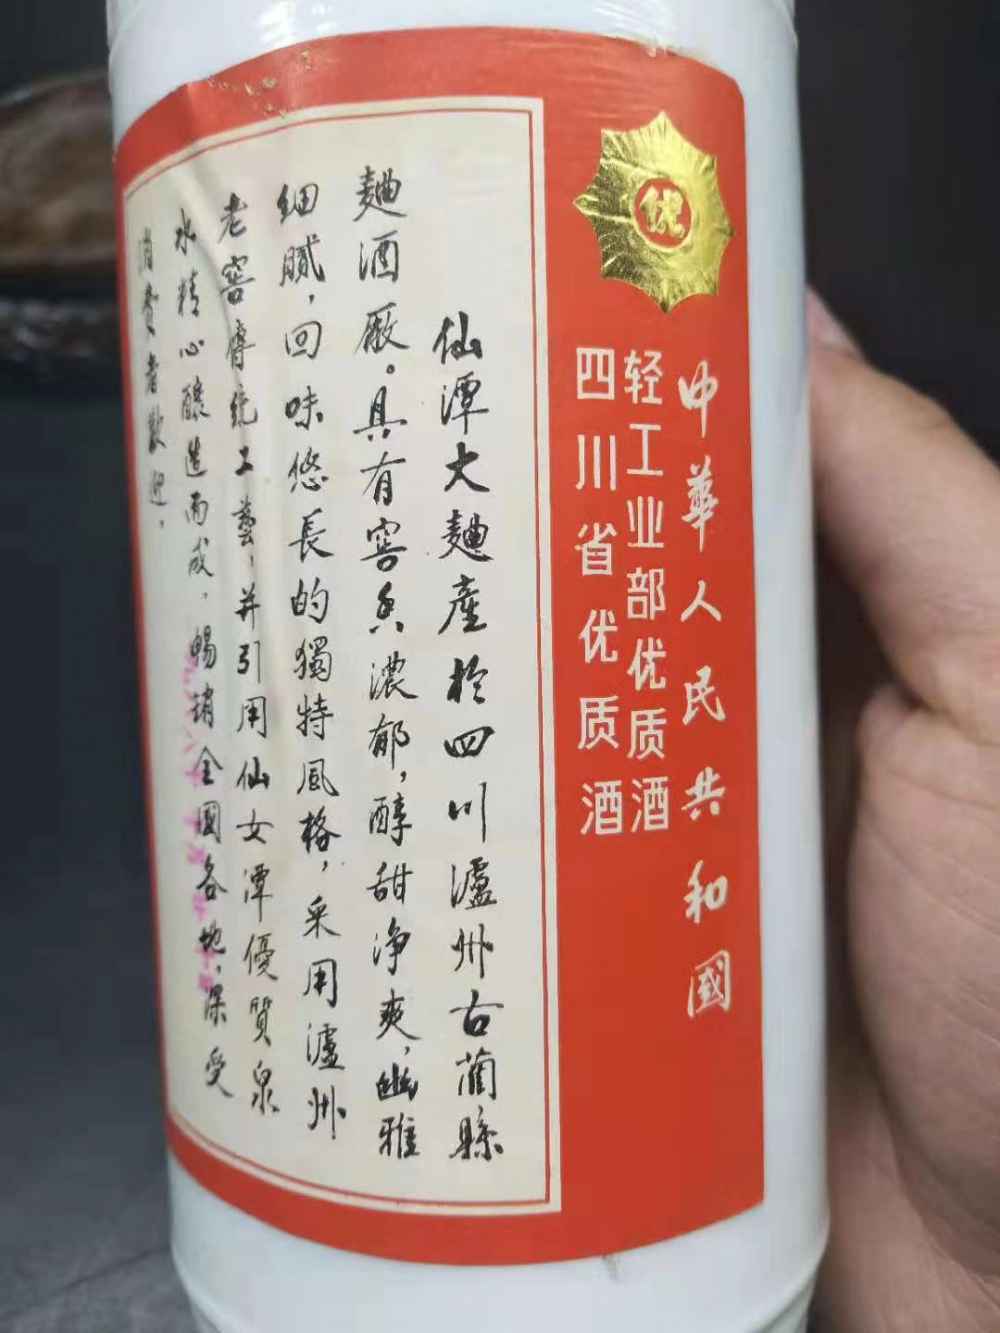 优
中華人民共和國
轻工业部优质酒
四川省优质酒
仙潭大麯産於四川瀘州古藺縣
麯酒廠。具有窖香濃郁，醇甜净爽，幽雅
细膩，回味悠長的獨特風格，采用瀘州
老窖傳统工藝，并引用仙女潭優質泉
水精心釀造而成，暢銷全國各地，深受
消費者歡迎。